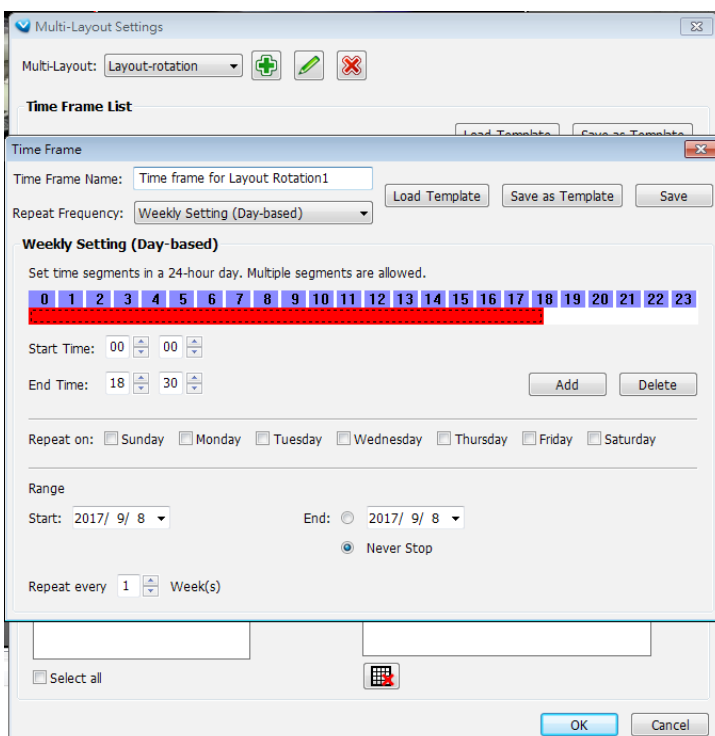 Multi-Layout Settings
Multi-Layout: Layout-rotation
Time Frame List
Load Template Save as Template
Time Frame
Time Frame Name: Time frame for Layout Rotation1
Load Template Save as Template Save
Repeat Frequency: Weekly Setting (Day-based)
Weekly Setting (Day-based)
Set time segments in a 24-hour day. Multiple segments are allowed.
0 1 2 3 4 5 6 7 8 9 10 11 12 13 14 15 16 17 18 19 20 21 22 23
Start Time: 00 00
End Time: 18 30 Add Delete
Repeat on: Sunday Monday Tuesday Wednesday Thursday Friday Saturday
Range
Start: 2017/ 9/ 8 End: 2017/ 9/ 8
Never Stop
Repeat every 1 Week(s)
Select all
OK Cancel